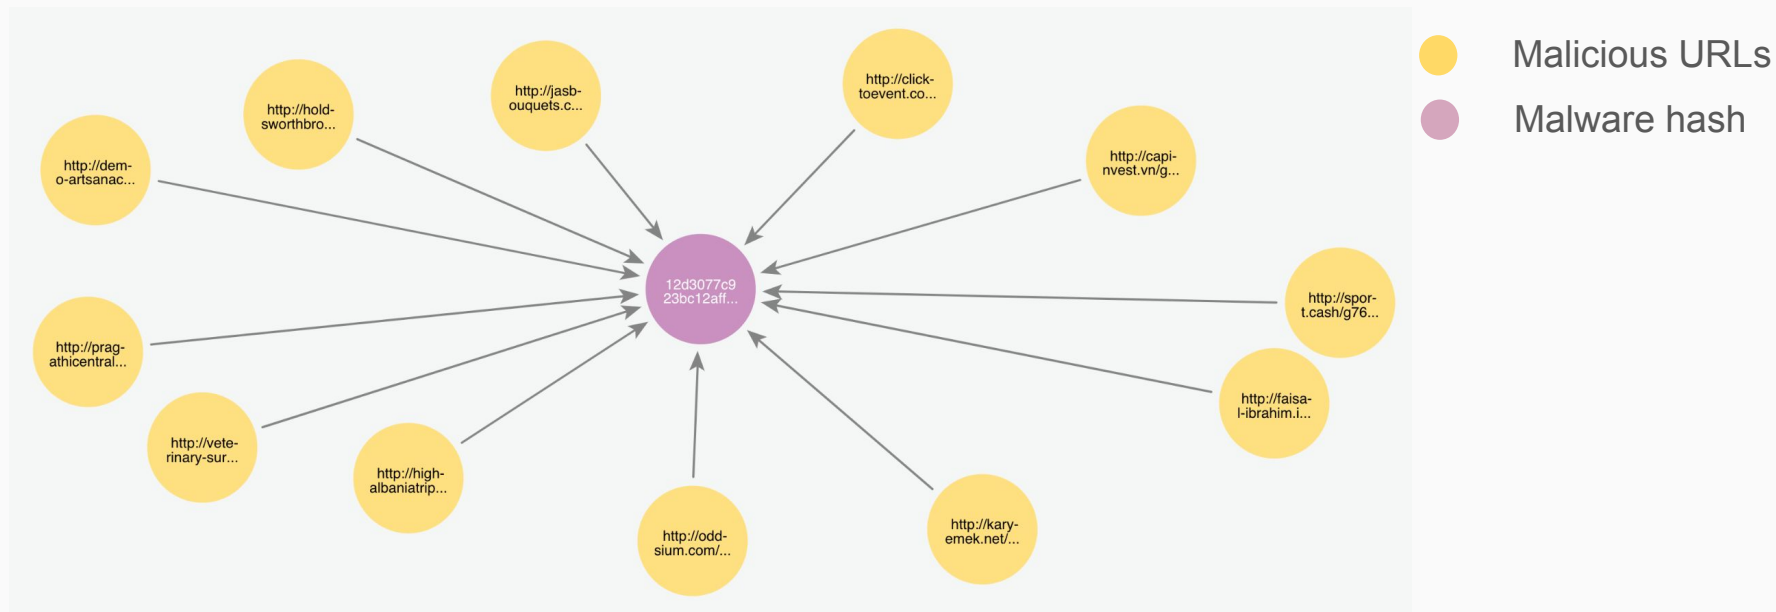 http://dem-
o-artsanac...
http://hold-
sworthbro...
http://jasb-
ouquets.c...
http://click-
toevent.co...
http://capi-
nvest.vn/g...
12d3077c9
23bc12aff...
http://spor-
t.cash/g76...
http://prag-
athicentral...
http://faisa-
l-ibrahim.i...
http://vete-
rinary-sur...
http://high-
albaniatrip...
http://odd-
sium.com/...
http://kary-
emek.net/...
Malicious URLs
Malware hash